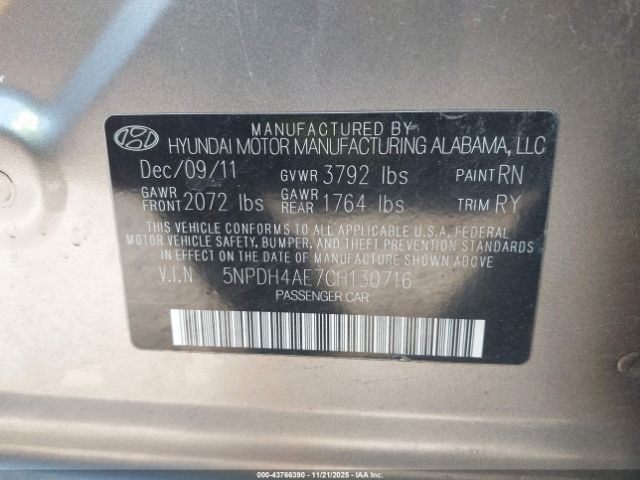 MANUFACTURED BY
HYUNDAI MOTOR MANUFACTURING ALABAMA, LLC
Dec/09/11 GVWR 3792 lbs PAINT RN
GAWR FRONT 2072 lbs GAWR REAR 1764 lbs TRIM RY
THIS VEHICLE CONFORMS TO ALL APPLICABLE U.S.A. FEDERAL
MOTOR VEHICLE SAFETY, BUMPER, AND THEFT PREVENTION STANDARDS
IN EFFECT ON THE DATE OF MANUFACTURE SHOWN ABOVE.
V.I.N 5NPDH4AE7CH130716
PASSENGER CAR
000-43766390 - 11/21/2025 - IAA Inc.